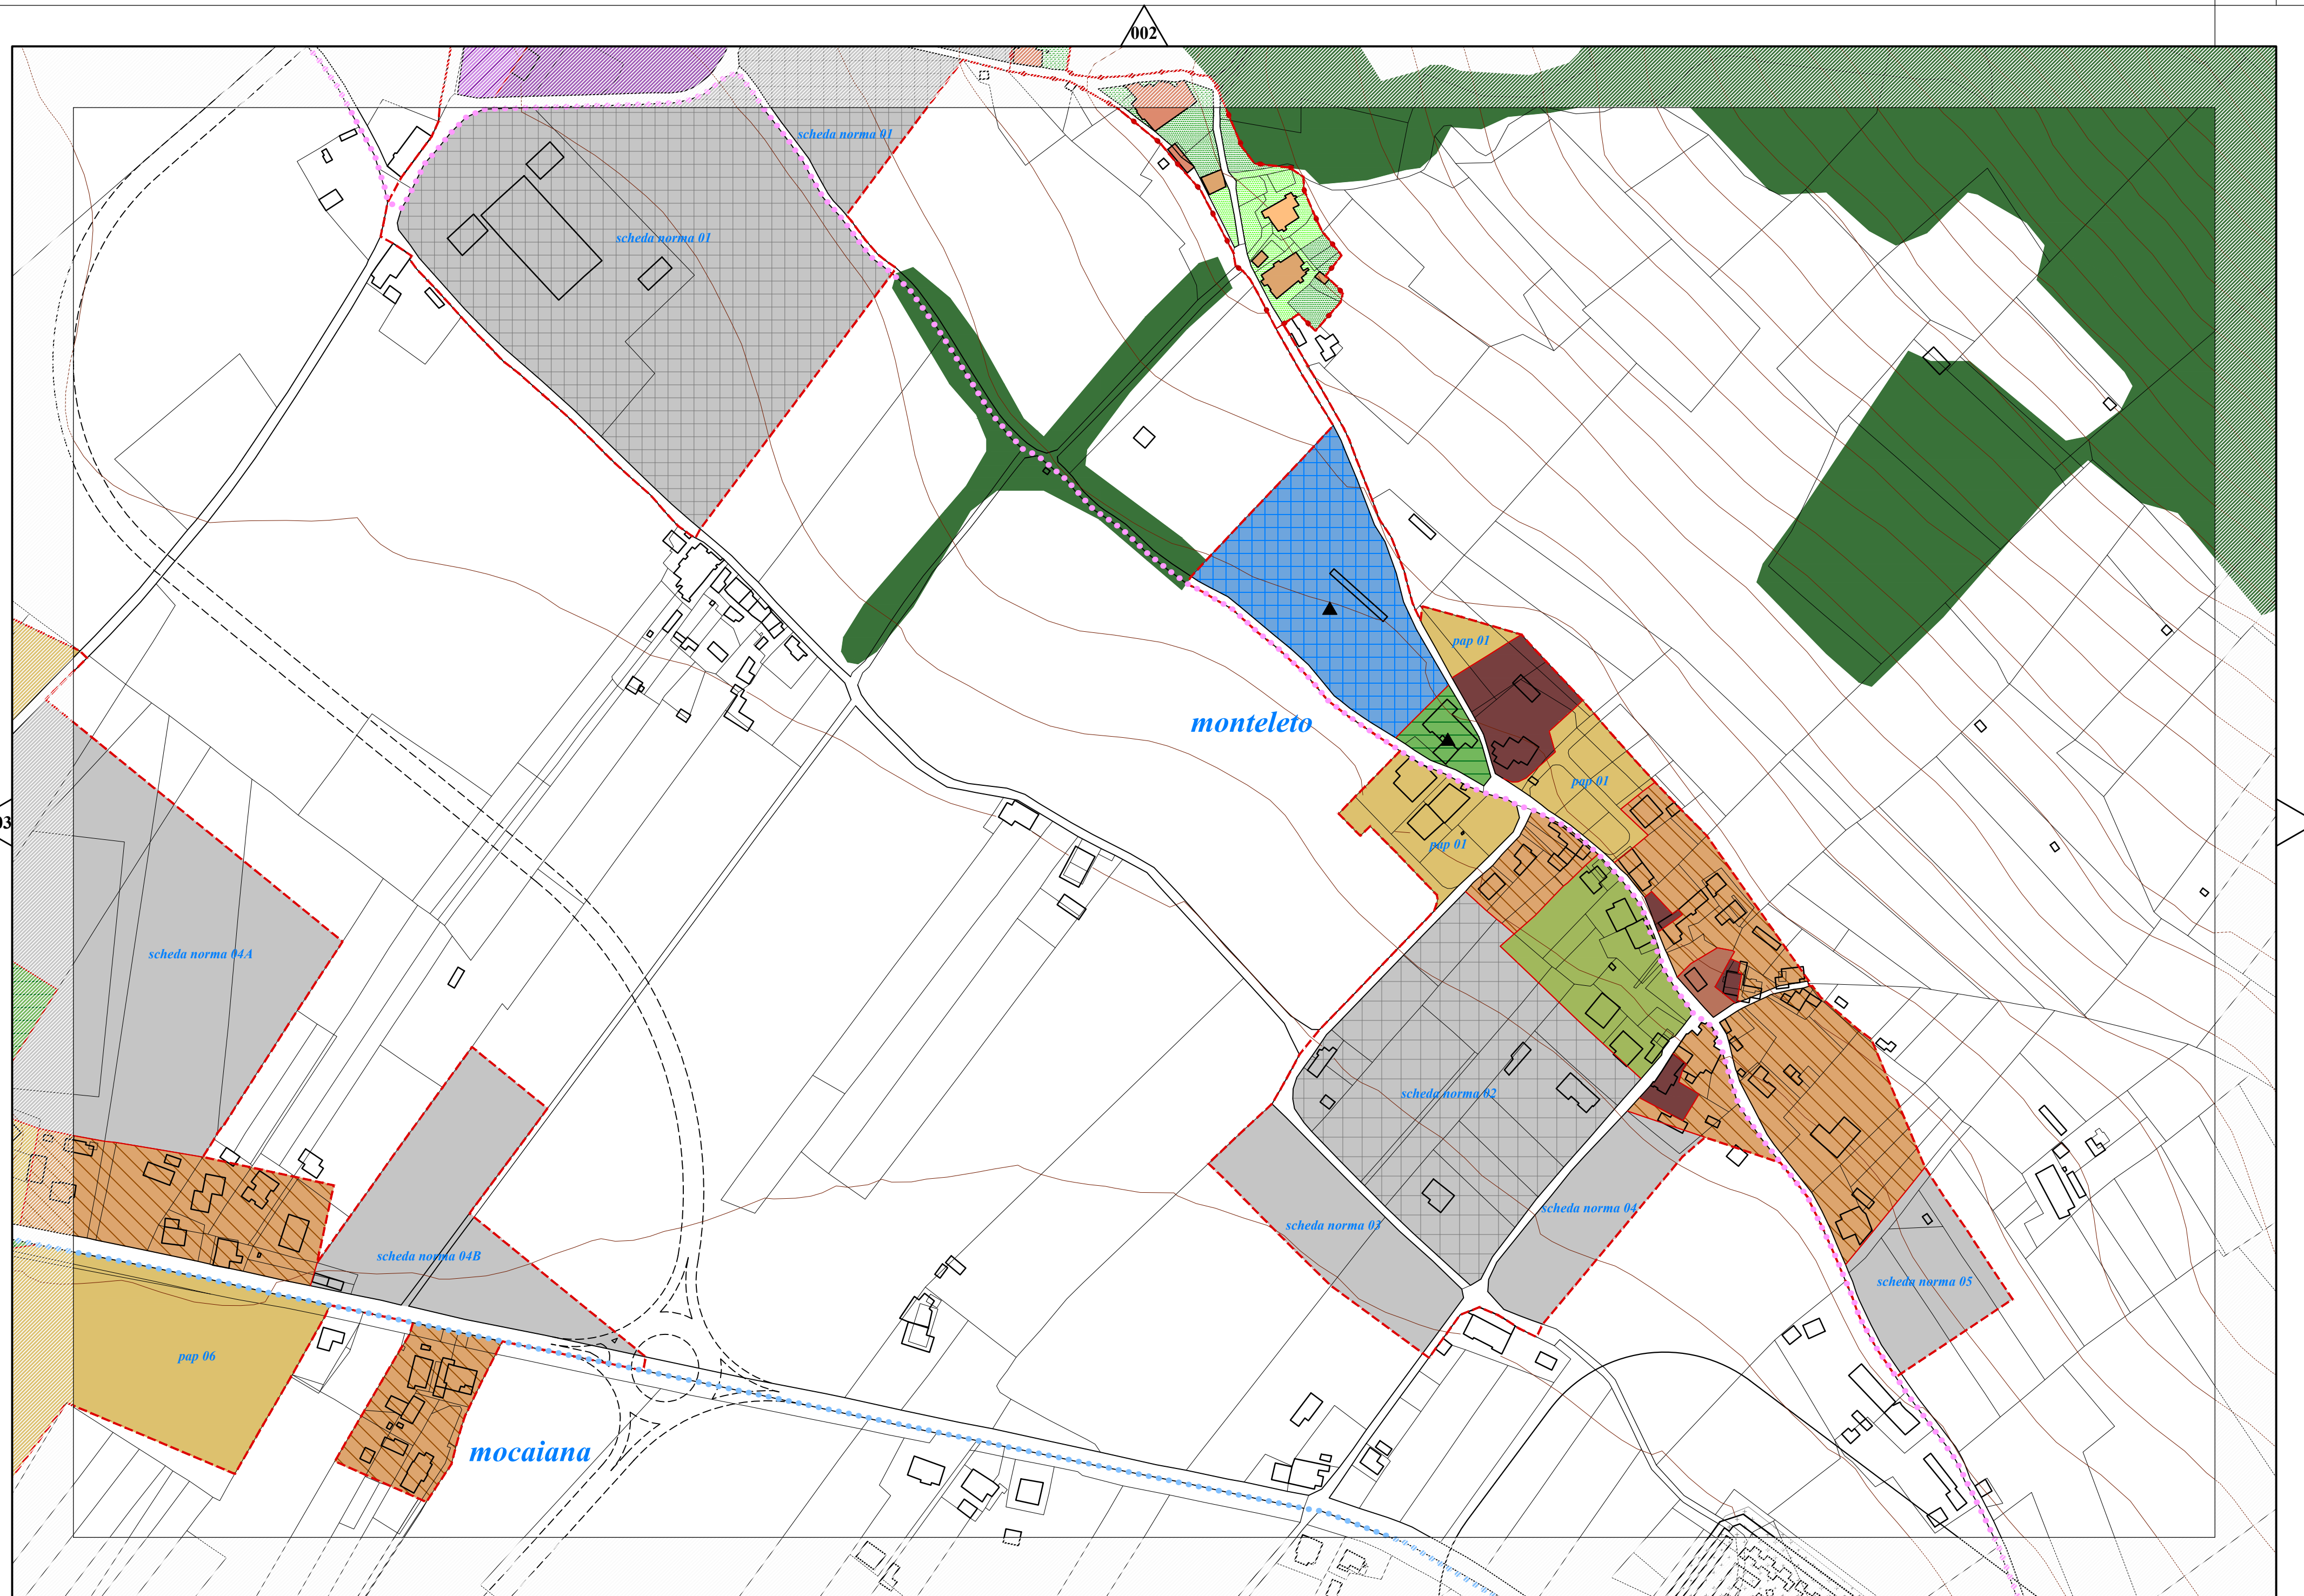 002
scheda norma 01
scheda norma 01
pap 01
monteleto
pap 01
03
pap 01
scheda norma 04A
scheda norma 02
scheda norma 04
scheda norma 03
scheda norma 04B
scheda norma 05
pap 06
mocaiana